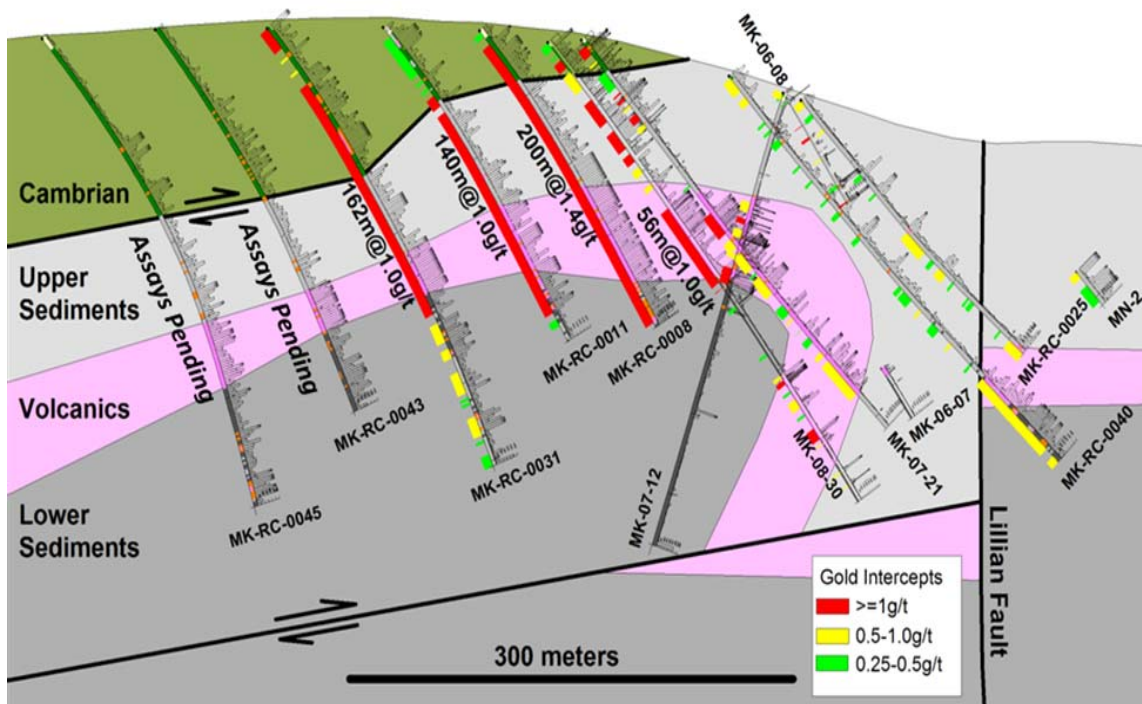 MK-06-08
Cambrian
Upper
Sediments
Volcanics
Lower
Sediments
Assays Pending
Assays Pending
162m@1.0g/t
140m@1.0g/t
200m@1.4g/t
56m@1.0g/t
MK-RC-0045
MK-RC-0043
MK-RC-0031
MK-RC-0011
MK-RC-0008
MK-07-12
MK-08-30
MK-07-21
MK-06-07
MK-RC-0025
MN-2
MK-RC-0040
Lillian Fault
300 meters
Gold Intercepts
>=1g/t
0.5-1.0g/t
0.25-0.5g/t